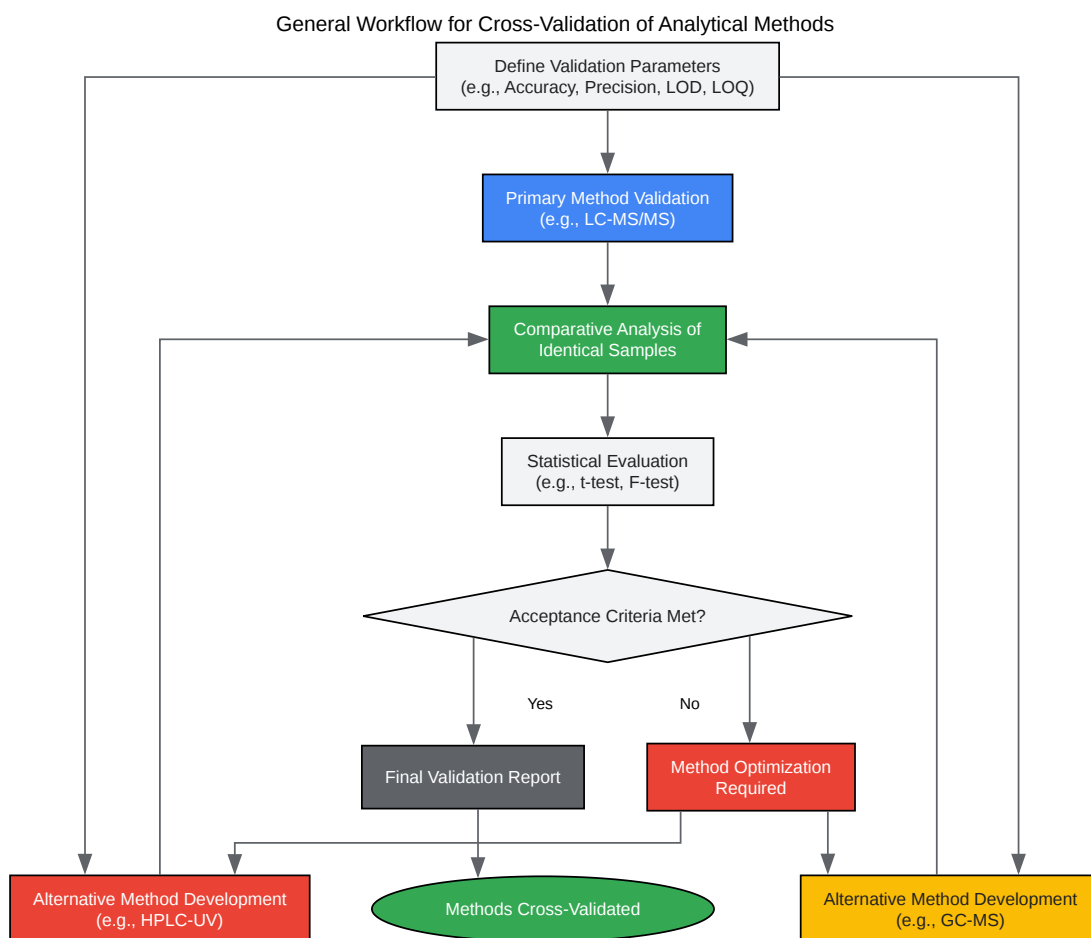 General Workflow for Cross-Validation of Analytical Methods
Define Validation Parameters
(e.g., Accuracy, Precision, LOD, LOQ)
Primary Method Validation
(e.g., LC-MS/MS)
Comparative Analysis of
Identical Samples
Statistical Evaluation
(e.g., t-test, F-test)
Acceptance Criteria Met?
Yes
No
Final Validation Report
Method Optimization
Required
Alternative Method Development
(e.g., HPLC-UV)
Methods Cross-Validated
Alternative Method Development
(e.g., GC-MS)